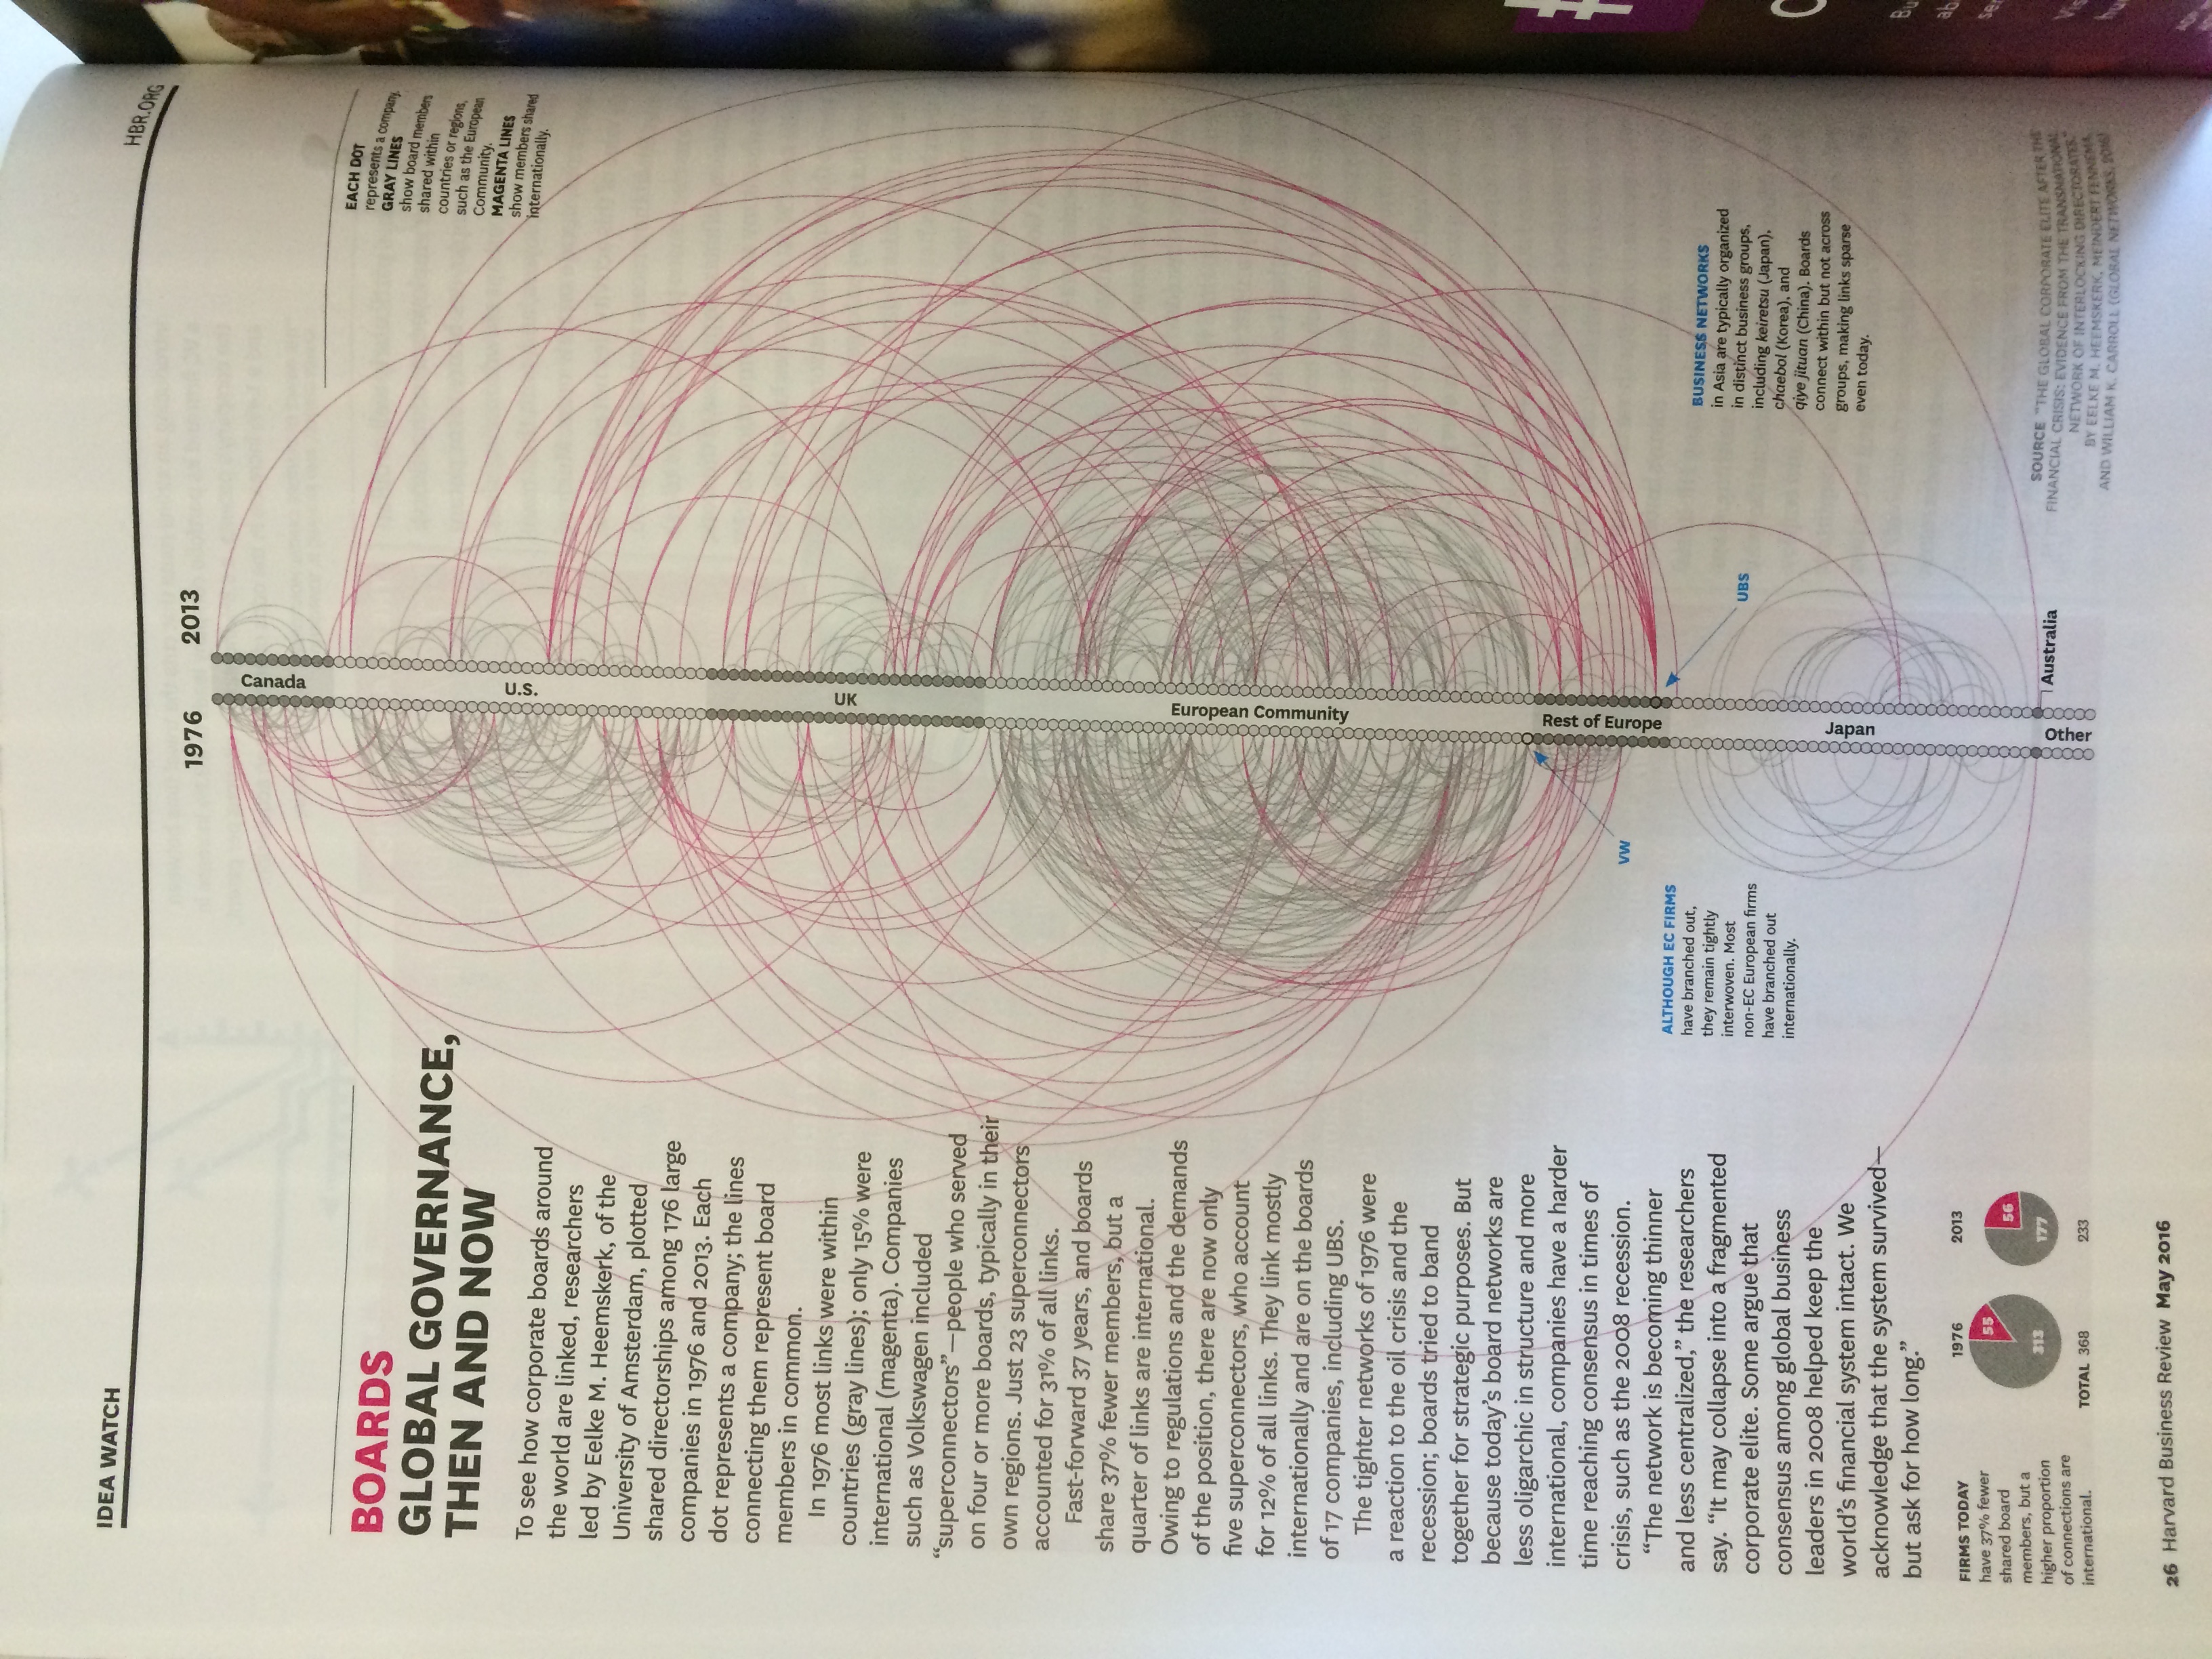 IDEA WATCH
HBR.ORG
1976
2013
BOARDS
GLOBAL GOVERNANCE,
THEN AND NOW
To see how corporate boards around
the world are linked, researchers
led by Eelke M. Heemskerk, of the
University of Amsterdam, plotted
shared directorships among 176 large
companies in 1976 and 2013. Each
dot represents a company; the lines
connecting them represent board
members in common.
In 1976 most links were within
countries (gray lines); only 15% were
international (magenta). Companies
such as Volkswagen included
“superconnectors”—people who served
on four or more boards, typically in their
own regions. Just 23 superconnectors
accounted for 31% of all links.
Fast-forward 37 years, and boards
share 37% fewer members, but a
quarter of links are international.
Owing to regulations and the demands
of the position, there are now only
five superconnectors, who account
for 12% of all links. They link mostly
internationally and are on the boards
of 17 companies, including UBS.
The tighter networks of 1976 were
a reaction to the oil crisis and the
recession; boards tried to band
together for strategic purposes. But
because today’s board networks are
less oligarchic in structure and more
international, companies have a harder
time reaching consensus in times of
crisis, such as the 2008 recession.
“The network is becoming thinner
and less centralized,” the researchers
say. “It may collapse into a fragmented
corporate elite. Some argue that
consensus among global business
leaders in 2008 helped keep the
world’s financial system intact. We
acknowledge that the system survived—
but ask for how long.”
EACH DOT
represents a company.
GRAY LINES
show board members
shared within
countries or regions,
such as the European
Community.
MAGENTA LINES
show members shared
internationally.
Canada
U.S.
UK
European Community
Rest of Europe
Japan
Other
Australia
VW
UBS
ALTHOUGH EC FIRMS
have branched out,
they remain tightly
interwoven. Most
non-EC European firms
have branched out
internationally.
BUSINESS NETWORKS
in Asia are typically organized
in distinct business groups,
including keiretsu (Japan),
chaebol (Korea), and
qiye jituan (China). Boards
connect within but not across
groups, making links sparse
even today.
FIRMS TODAY
have 37% fewer
shared board
members, but a
higher proportion
of connections are
international.
1976
55
313
TOTAL 368
2013
56
177
233
SOURCE "THE GLOBAL CORPORATE ELITE AFTER THE
FINANCIAL CRISIS: EVIDENCE FROM THE TRANSNATIONAL
NETWORK OF INTERLOCKING DIRECTORATES,"
BY EELKE M. HEEMSKERK, MEINDERT FENNEMA,
AND WILLIAM K. CARROLL (GLOBAL NETWORKS, 2016)
26 Harvard Business Review May 2016